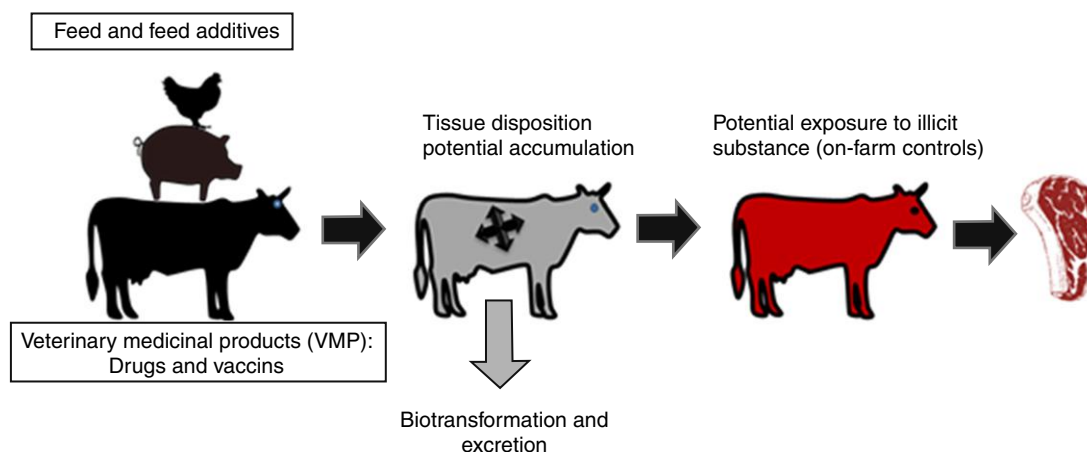 Feed and feed additives
Tissue disposition
potential accumulation
Potential exposure to illicit
substance (on-farm controls)
Veterinary medicinal products (VMP):
Drugs and vaccins
Biotransformation and
excretion